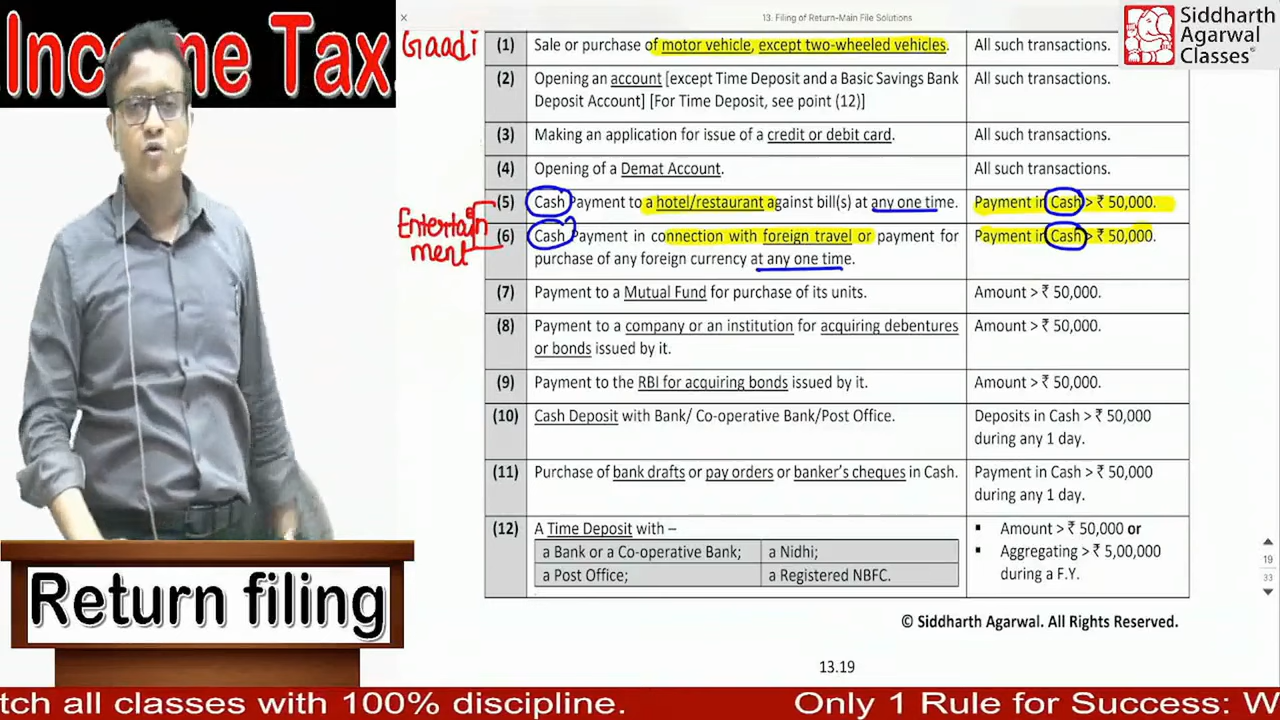 Income Tax.
×
13. Filing of Return-Main File Solutions
Siddharth
Agarwal
Classes
Gaadi
(1) Sale or purchase of motor vehicle, except two-wheeled vehicles. All such transactions.
(2) Opening an account [except Time Deposit and a Basic Savings Bank All such transactions.
Deposit Account] [For Time Deposit, see point (12)]
(3) Making an application for issue of a credit or debit card. All such transactions.
(4) Opening of a Demat Account. All such transactions.
Entertain
ment
(5) Cash Payment to a hotel/restaurant against bill(s) at any one time. Payment in Cash > ₹ 50,000.
(6) Cash Payment in connection with foreign travel or payment for Payment in Cash > ₹ 50,000.
purchase of any foreign currency at any one time.
(7) Payment to a Mutual Fund for purchase of its units. Amount > ₹ 50,000.
(8) Payment to a company or an institution for acquiring debentures Amount > ₹ 50,000.
or bonds issued by it.
(9) Payment to the RBI for acquiring bonds issued by it. Amount > ₹ 50,000.
(10) Cash Deposit with Bank/ Co-operative Bank/Post Office. Deposits in Cash > ₹ 50,000
during any 1 day.
(11) Purchase of bank drafts or pay orders or banker's cheques in Cash. Payment in Cash > ₹ 50,000
during any 1 day.
(12) A Time Deposit with – ▪ Amount > ₹ 50,000 or
a Bank or a Co-operative Bank; a Nidhi; ▪ Aggregating > ₹ 5,00,000
a Post Office; a Registered NBFC. during a F.Y.
19
33
© Siddharth Agarwal. All Rights Reserved.
13.19
Return filing
tch all classes with 100% discipline. Only 1 Rule for Success: W